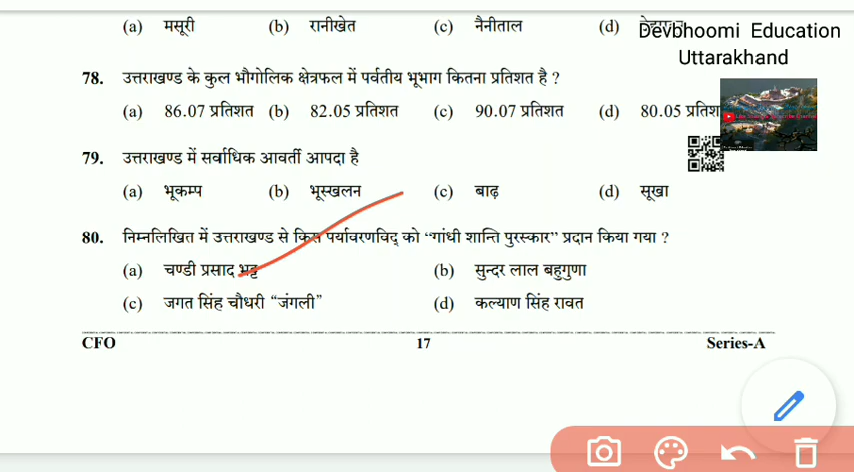 (a) मसूरी (b) रानीखेत (c) नैनीताल (d)
Devbhoomi Education
Uttarakhand
78. उत्तराखण्ड के कुल भौगोलिक क्षेत्रफल में पर्वतीय भूभाग कितना प्रतिशत है ?
(a) 86.07 प्रतिशत (b) 82.05 प्रतिशत (c) 90.07 प्रतिशत (d) 80.05 प्रतिश
79. उत्तराखण्ड में सर्वाधिक आवर्ती आपदा है
(a) भूकम्प (b) भूस्खलन (c) बाढ़ (d) सूखा
80. निम्नलिखित में उत्तराखण्ड से किस पर्यावरणविद् को “गांधी शान्ति पुरस्कार” प्रदान किया गया ?
(a) चण्डी प्रसाद भट्ट (b) सुन्दर लाल बहुगुणा
(c) जगत सिंह चौधरी “जंगली” (d) कल्याण सिंह रावत
CFO 17 Series-A